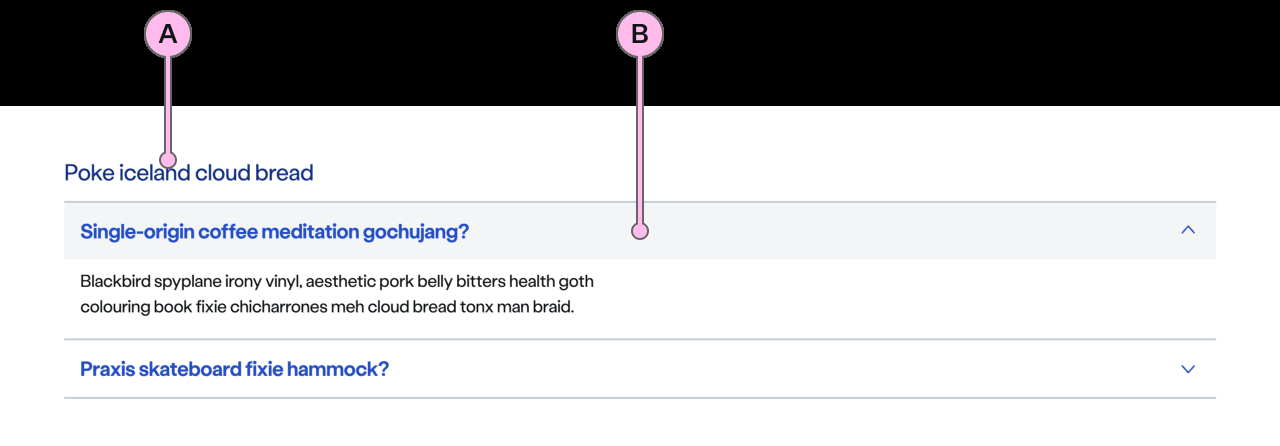 A
B
Poke iceland cloud bread
Single-origin coffee meditation gochujang?
Blackbird spyplane irony vinyl, aesthetic pork belly bitters health goth
colouring book fixie chicharrones meh cloud bread tonx man braid.
Praxis skateboard fixie hammock?